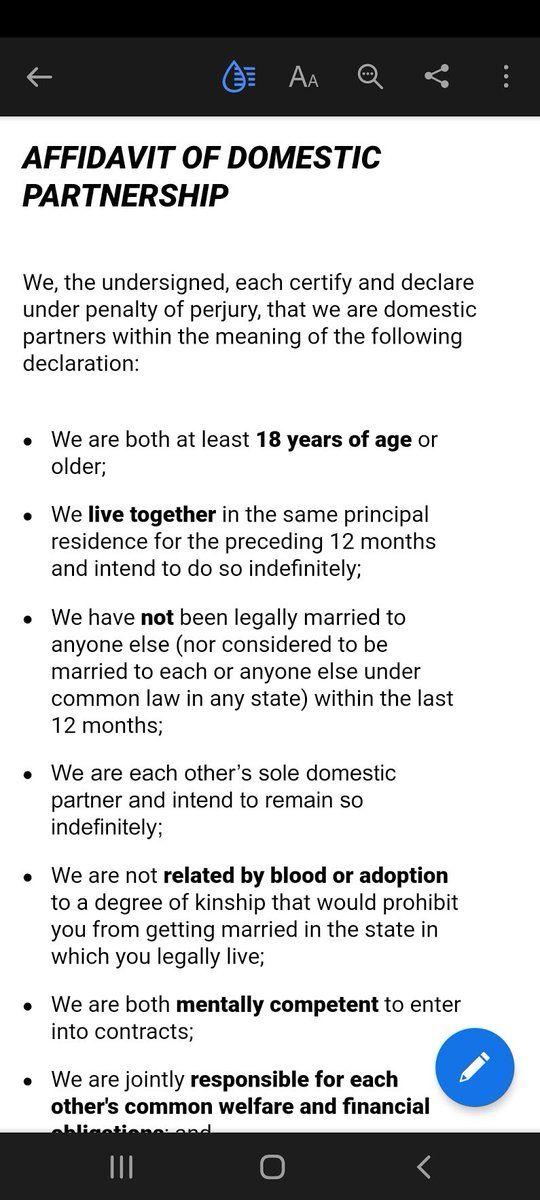 AA
AFFIDAVIT OF DOMESTIC
PARTNERSHIP
We, the undersigned, each certify and declare
under penalty of perjury, that we are domestic
partners within the meaning of the following
declaration:
• We are both at least 18 years of age or
older;
• We live together in the same principal
residence for the preceding 12 months
and intend to do so indefinitely;
• We have not been legally married to
anyone else (nor considered to be
married to each or anyone else under
common law in any state) within the last
12 months;
• We are each other’s sole domestic
partner and intend to remain so
indefinitely;
• We are not related by blood or adoption
to a degree of kinship that would prohibit
you from getting married in the state in
which you legally live;
• We are both mentally competent to enter
into contracts;
• We are jointly responsible for each
other's common welfare and financial
obligations; and